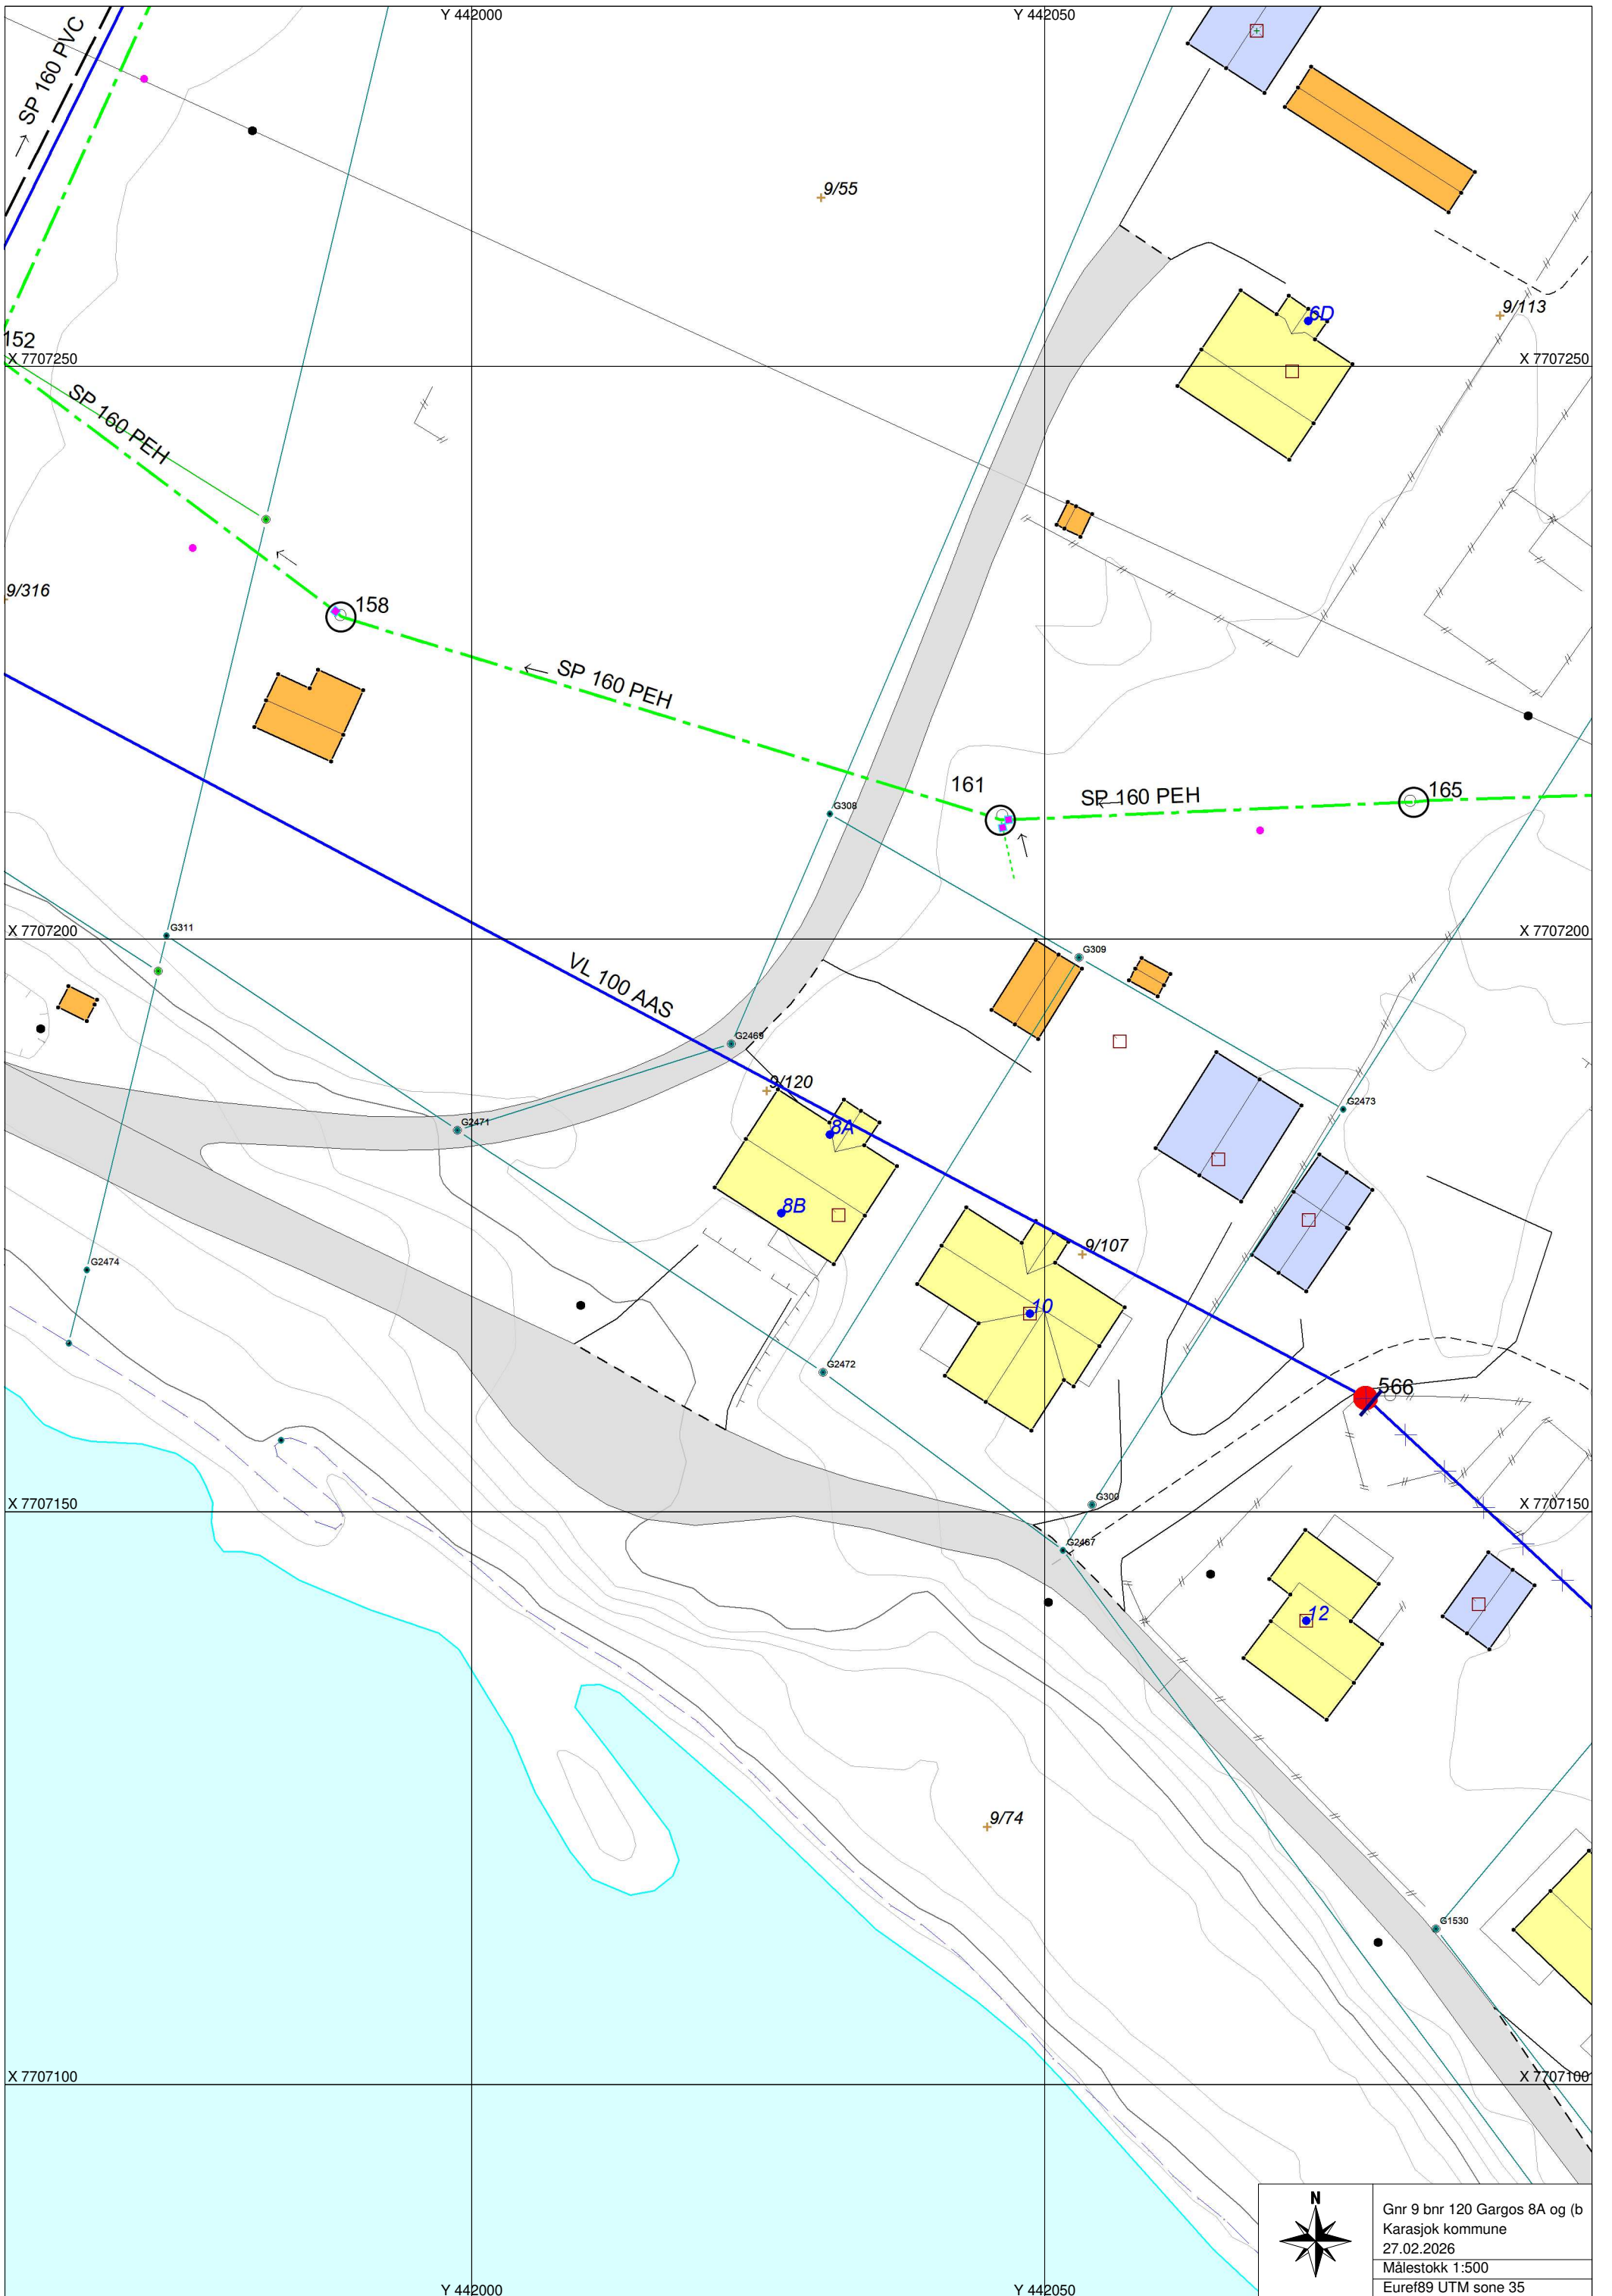 Y 442000
Y 442050
SP 160 PVC
9/55
6D
9/113
152
X 7707250
X 7707250
SP 160 PEH
9/316
158
SP 160 PEH
161
SP 160 PEH
165
G308
G311
X 7707200
X 7707200
G309
VL 100 AAS
G2469
9/120
8A
G2471
G2473
8B
9/107
G2474
10
G2472
566
X 7707150
G300
X 7707150
G2467
12
9/74
G1530
X 7707100
X 7707100
N
Gnr 9 bnr 120 Gargos 8A og (b
Karasjok kommune
27.02.2026
Målestokk 1:500
Euref89 UTM sone 35
Y 442000
Y 442050